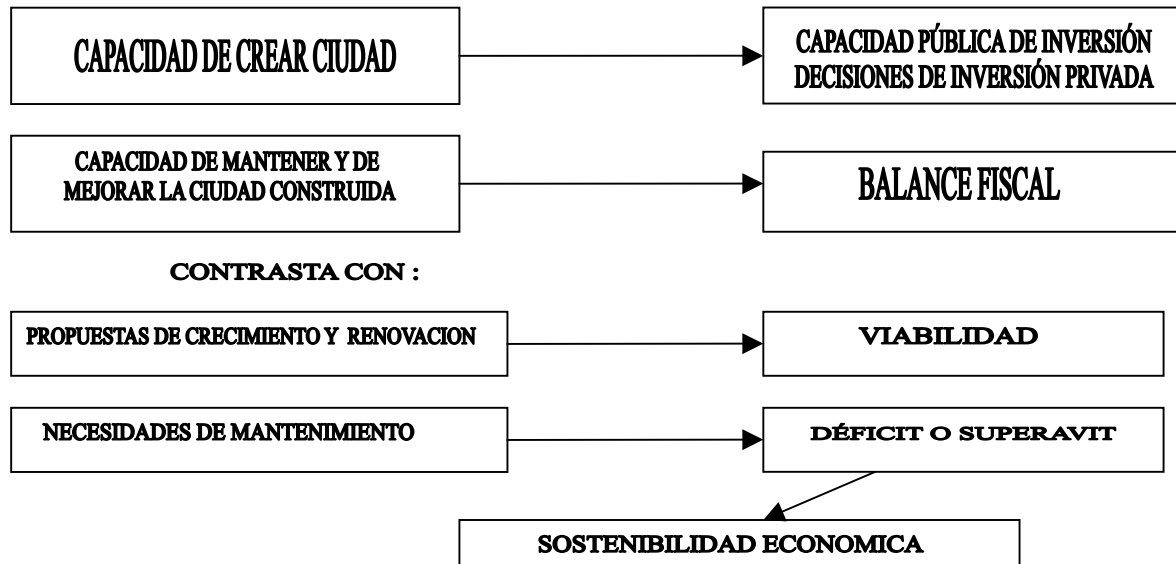 CAPACIDAD DE CREAR CIUDAD
CAPACIDAD PÚBLICA DE INVERSIÓN
DECISIONES DE INVERSIÓN PRIVADA
CAPACIDAD DE MANTENER Y DE
MEJORAR LA CIUDAD CONSTRUIDA
BALANCE FISCAL
CONTRASTA CON :
PROPUESTAS DE CRECIMIENTO Y RENOVACION
VIABILIDAD
NECESIDADES DE MANTENIMIENTO
DÉFICIT O SUPERAVIT
SOSTENIBILIDAD ECONOMICA